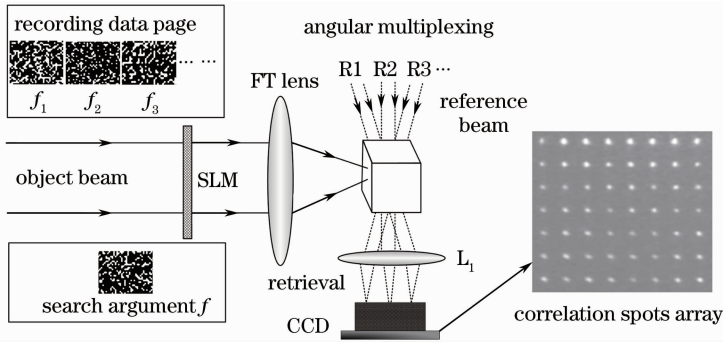 recording data page
... ...
f1 f2 f3
angular multiplexing
FT lens
R1 R2 R3 ...
reference
beam
object beam
SLM
retrieval
L1
search argument f
CCD
correlation spots array